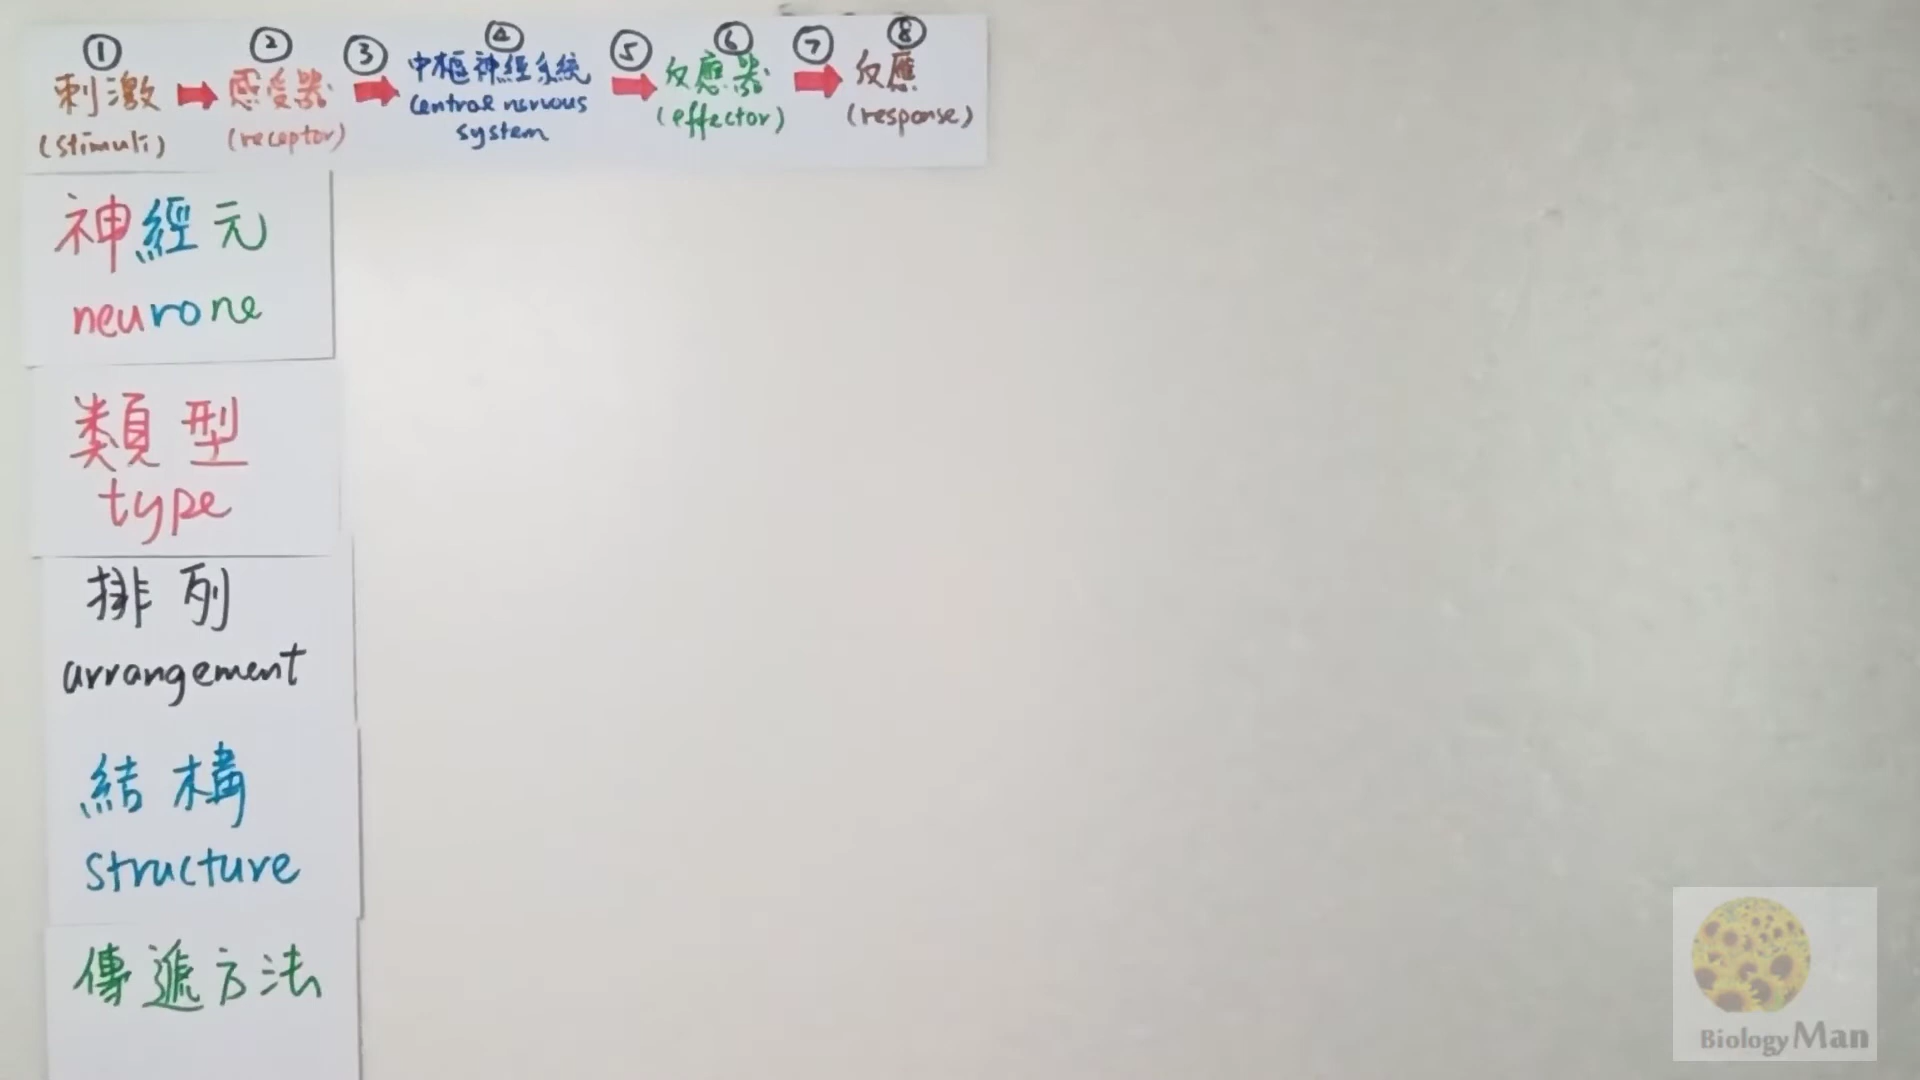 ① ② ③ ④ ⑤ ⑥ ⑦ ⑧
刺激 感受器 中樞神經系統 反應器 反應
(stimuli) (receptor) central nervous system (effector) (response)
神經元
neurone
類型
type
排列
arrangement
結構
structure
傳遞方法
Biology Man